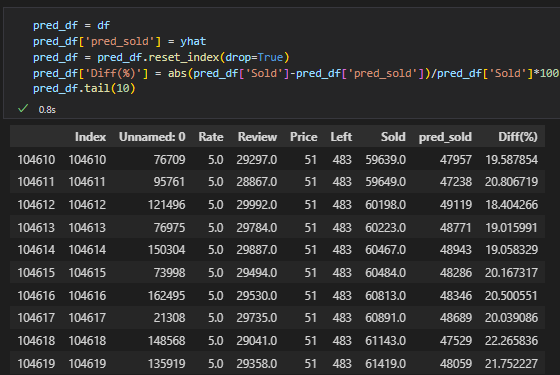 pred_df = df
pred_df['pred_sold'] = yhat
pred_df = pred_df.reset_index(drop=True)
pred_df['Diff(%)'] = abs(pred_df['Sold']-pred_df['pred_sold'])/pred_df['Sold']*100
pred_df.tail(10)
0.8s
Index Unnamed: 0 Rate Review Price Left Sold pred_sold Diff(%)
104610 104610 76709 5.0 29297.0 51 483 59639.0 47957 19.587854
104611 104611 95761 5.0 28867.0 51 483 59649.0 47238 20.806719
104612 104612 121496 5.0 29992.0 51 483 60198.0 49119 18.404266
104613 104613 76975 5.0 29784.0 51 483 60223.0 48771 19.015991
104614 104614 150304 5.0 29887.0 51 483 60467.0 48943 19.058329
104615 104615 73998 5.0 29494.0 51 483 60484.0 48286 20.167317
104616 104616 162495 5.0 29530.0 51 483 60813.0 48346 20.500551
104617 104617 21308 5.0 29735.0 51 483 60891.0 48689 20.039086
104618 104618 148568 5.0 29041.0 51 483 61143.0 47529 22.265836
104619 104619 135919 5.0 29358.0 51 483 61419.0 48059 21.752227